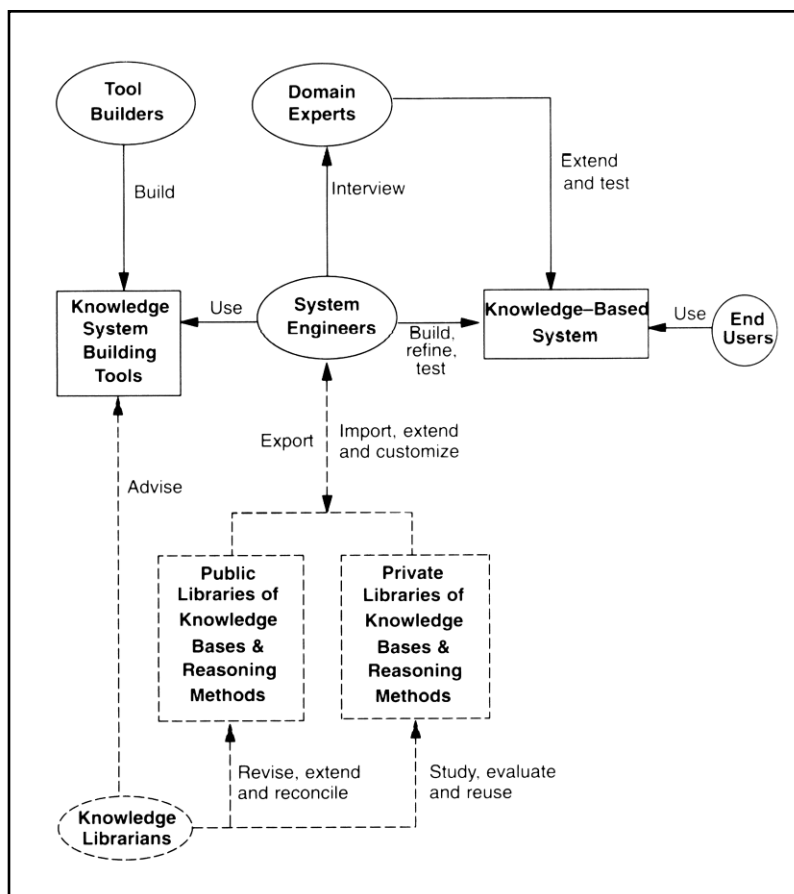 Tool
Builders
Domain
Experts
Build
Interview
Extend
and test
Knowledge
System
Building
Tools
Use
System
Engineers
Build,
refine,
test
Knowledge–Based
System
Use
End
Users
Export
Import, extend
and customize
Advise
Public
Libraries of
Knowledge
Bases &
Reasoning
Methods
Private
Libraries of
Knowledge
Bases &
Reasoning
Methods
Revise, extend
and reconcile
Study, evaluate
and reuse
Knowledge
Librarians